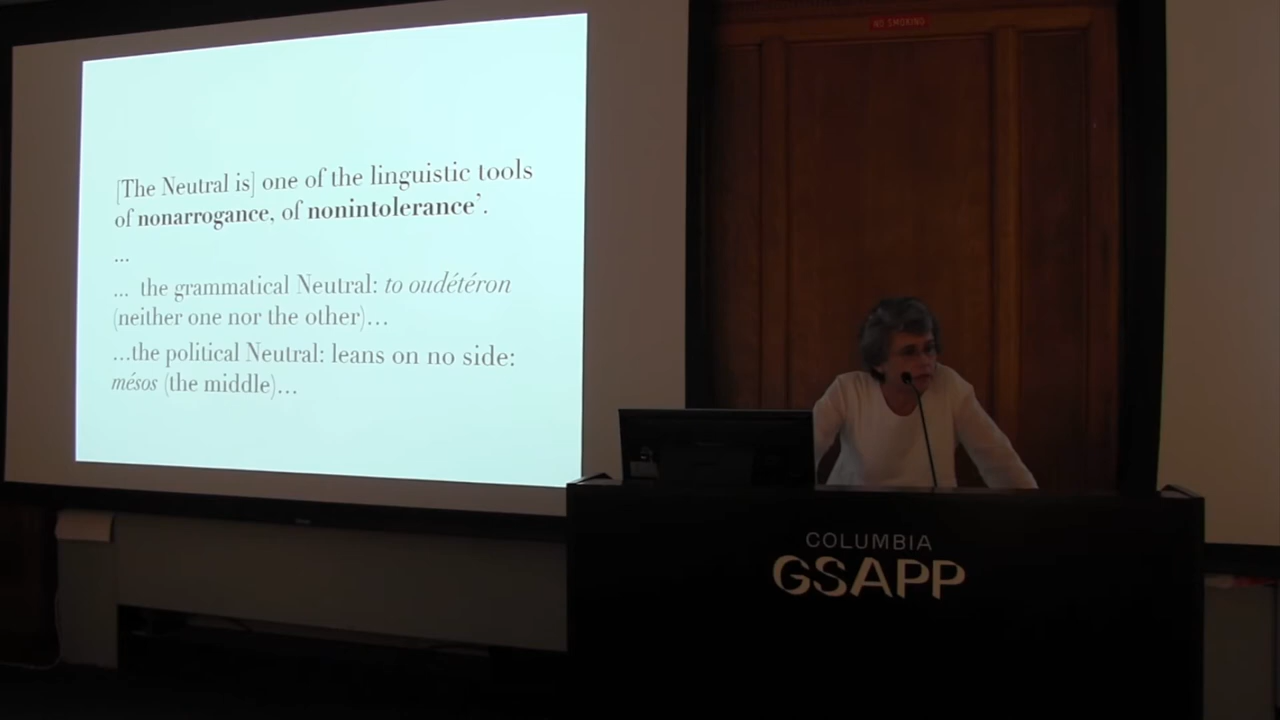 NO SMOKING
[The Neutral is] one of the linguistic tools
of nonarrogance, of nonintolerance’.
...
... the grammatical Neutral: to oudétéron
(neither one nor the other)...
...the political Neutral: leans on no side:
mésos (the middle)...
COLUMBIA
GSAPP